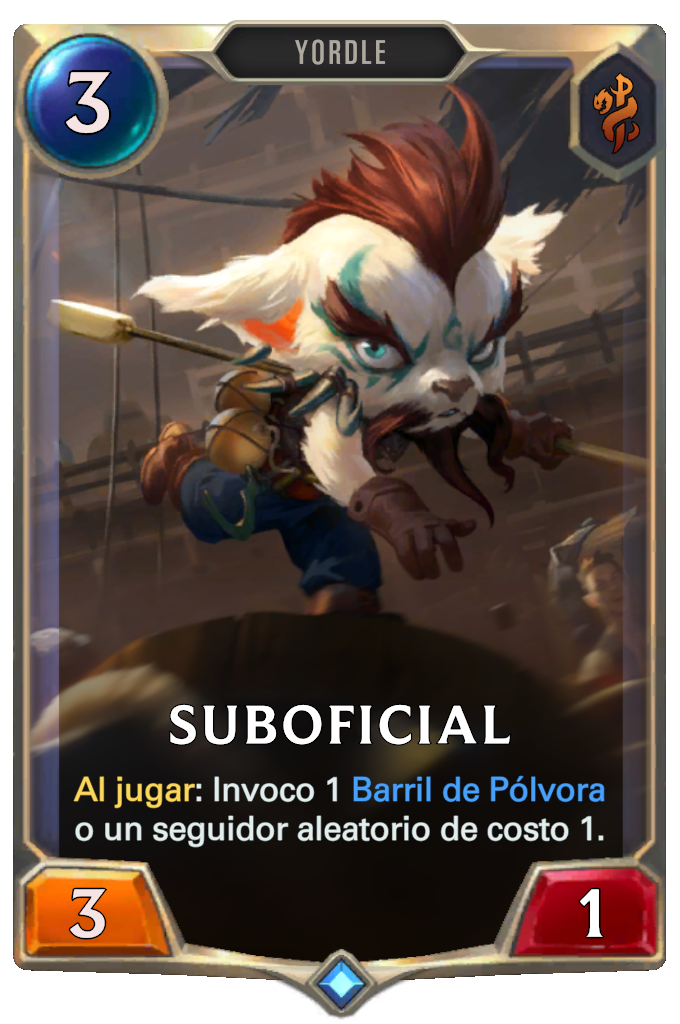 YORDLE
3
SUBOFICIAL
Al jugar: Invoco 1 Barril de Pólvora
o un seguidor aleatorio de costo 1.
3
1